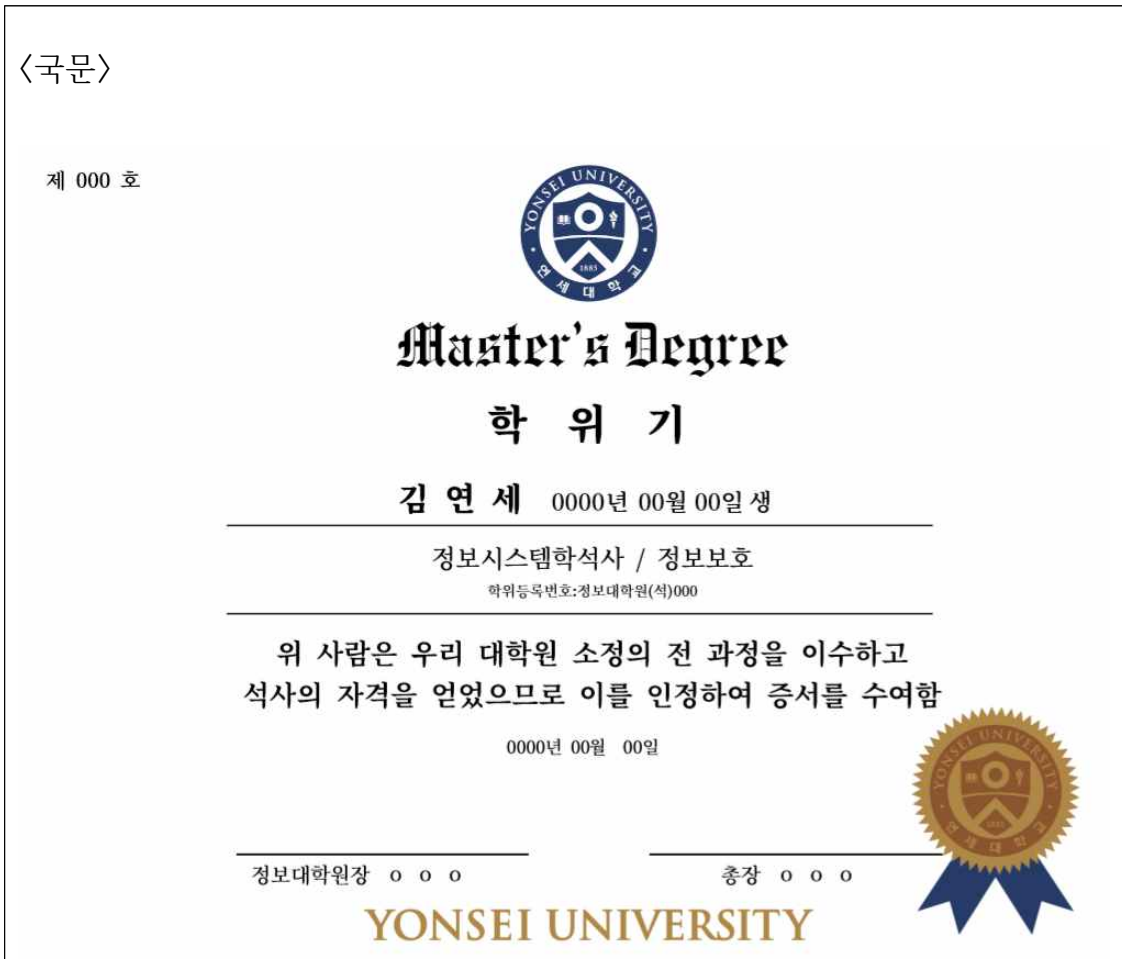 〈국문〉
제 000 호
YONSEI UNIVERSITY
1885
연세대학교
Master's Degree
학 위 기
김 연 세 0000년 00월 00일 생
정보시스템학석사 / 정보보호
학위등록번호:정보대학원(석)000
위 사람은 우리 대학원 소정의 전 과정을 이수하고
석사의 자격을 얻었으므로 이를 인정하여 증서를 수여함
0000년 00월 00일
YONSEI UNIVERSITY
1885
연세대학교
정보대학원장 o o o
총장 o o o
YONSEI UNIVERSITY